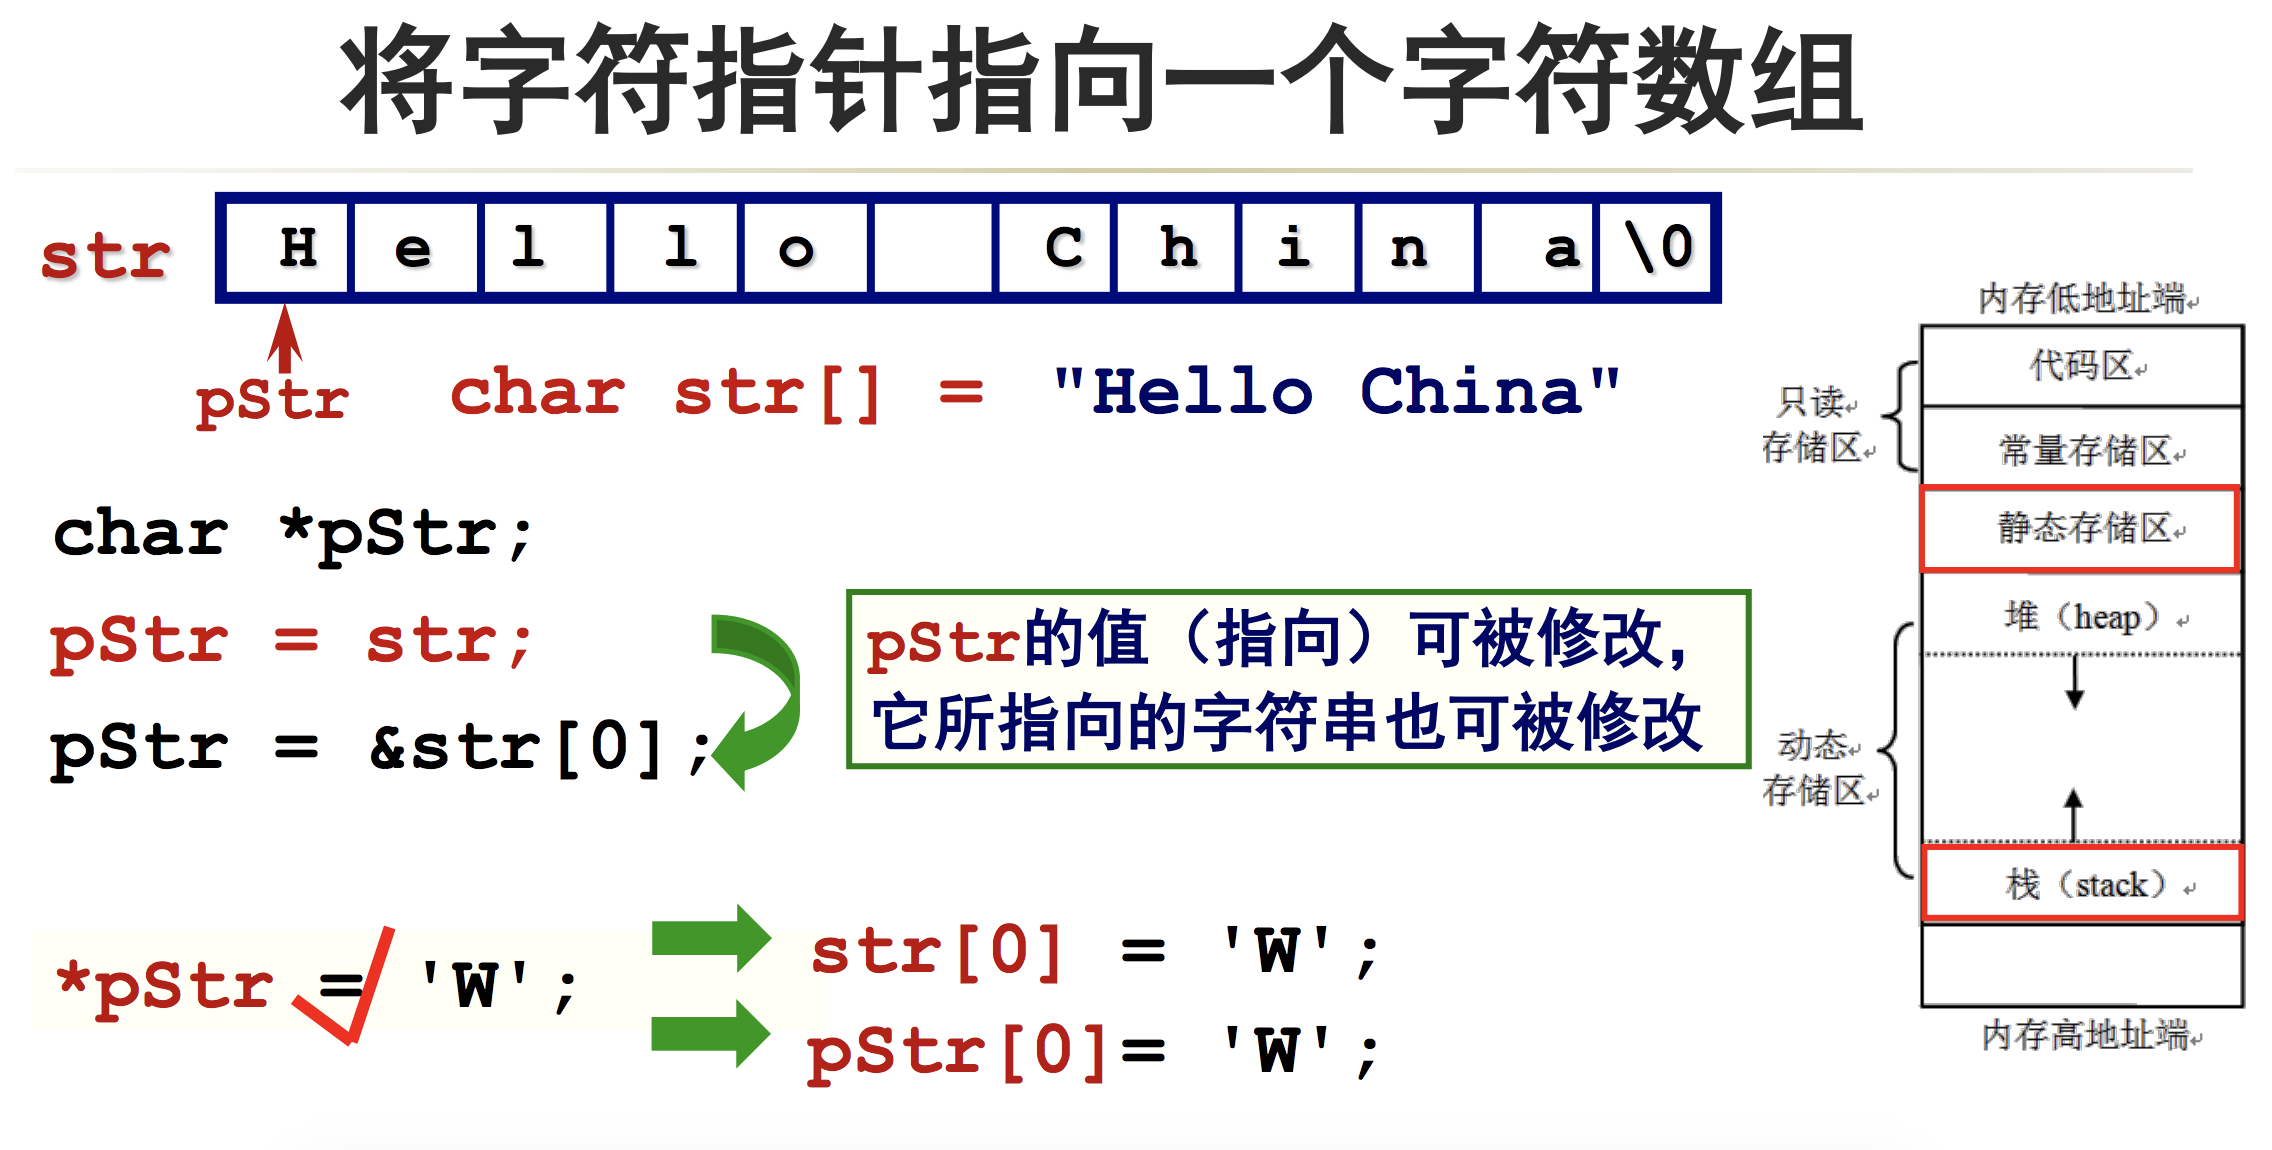 将字符指针指向一个字符数组
str H e l l o C h i n a \0
pStr
char str[] = "Hello China"
char *pStr;
pStr = str;
pStr = &str[0];
pStr的值（指向）可被修改，
它所指向的字符串也可被修改
*pStr = 'W';
str[0] = 'W';
pStr[0]= 'W';
内存低地址端
代码区
只读
存储区
常量存储区
静态存储区
堆（heap）
动态
存储区
栈（stack）
内存高地址端